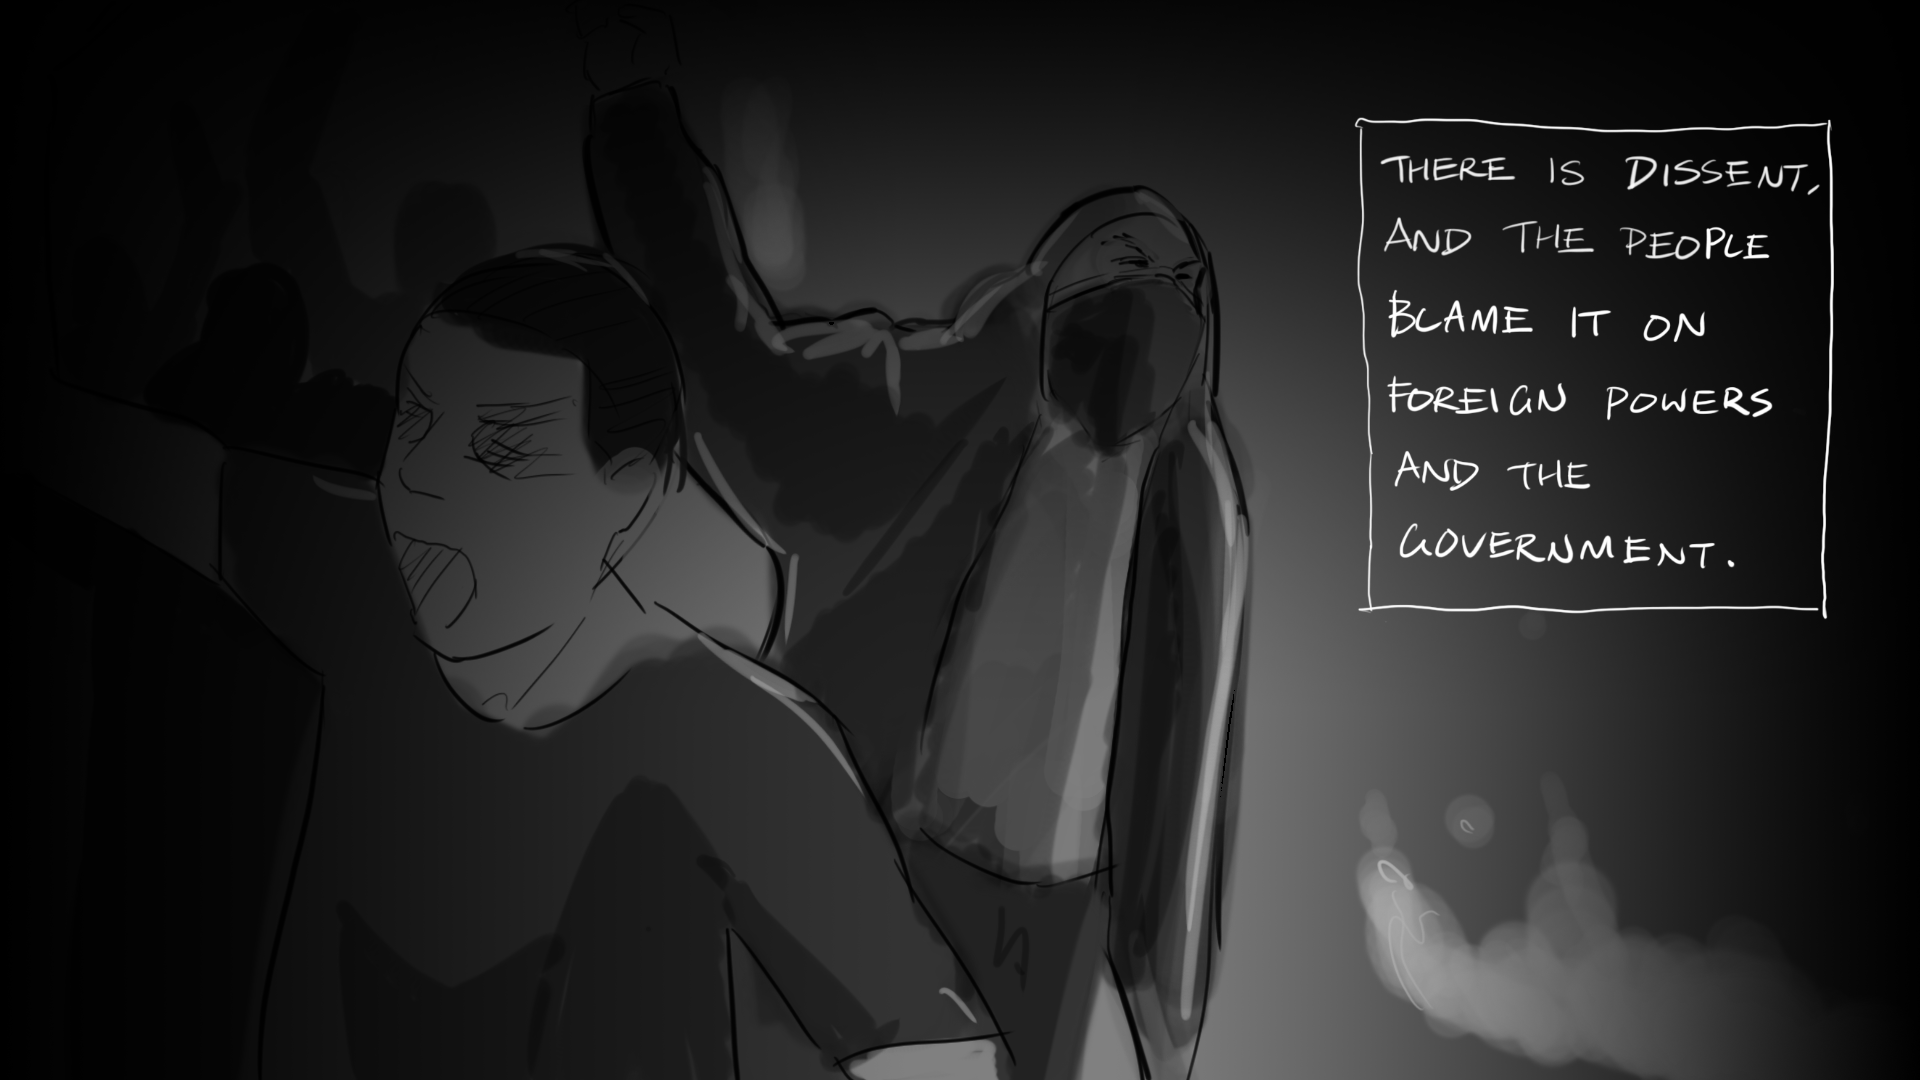 THERE IS DISSENT,
AND THE PEOPLE
BLAME IT ON
FOREIGN POWERS
AND THE
GOVERNMENT.